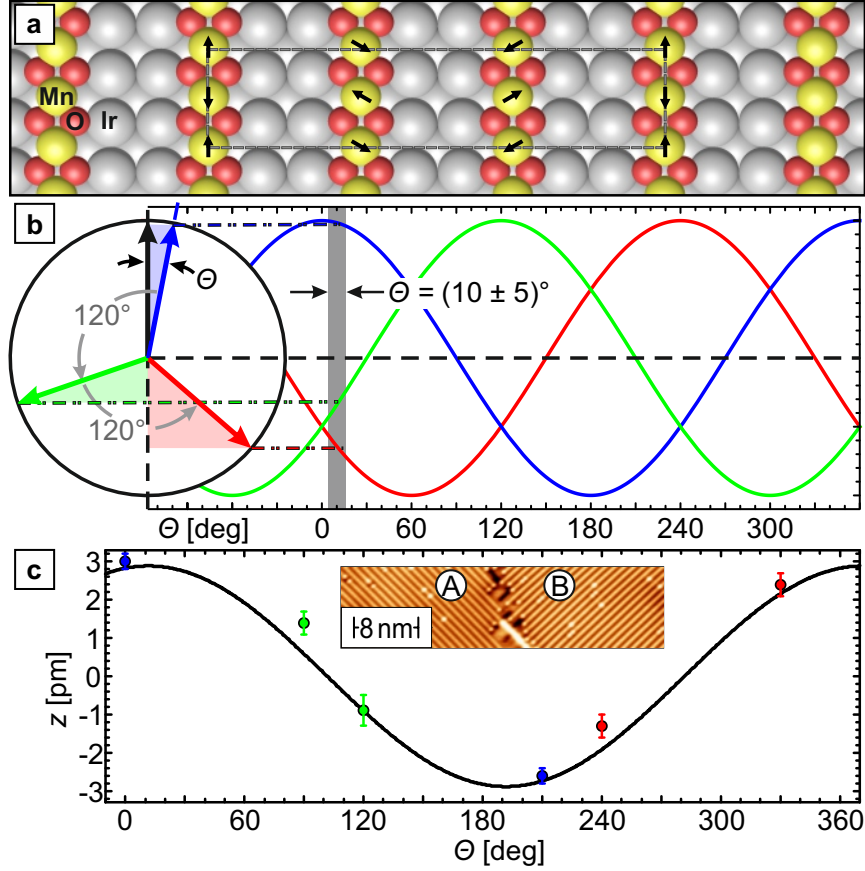 a
Mn
O
Ir
b
Θ
120°
120°
Θ = (10 ± 5)°
Θ [deg] 0 60 120 180 240 300
c
3
2
1
0
-1
-2
-3
z [pm]
A
B
8 nm
0 60 120 180 240 300 360
Θ [deg]